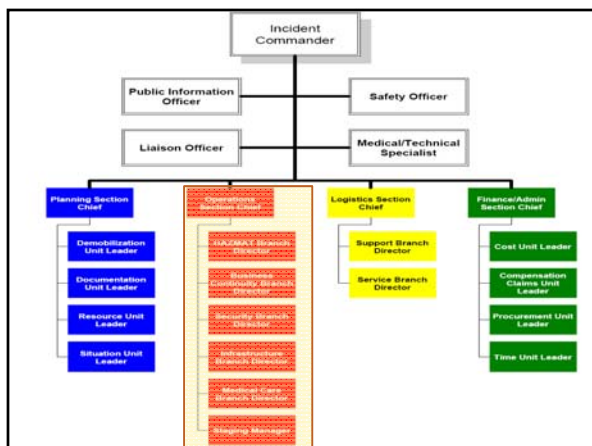 Incident
Commander
Public Information
Officer
Safety Officer
Liaison Officer
Medical/Technical
Specialist
Planning Section
Chief
Operations
Section Chief
Logistics Section
Chief
Finance/Admin
Section Chief
Demobilization
Unit Leader
Documentation
Unit Leader
Resource Unit
Leader
Situation Unit
Leader
HAZMAT Branch
Director
Business
Continuity Branch
Director
Security Branch
Director
Infrastructure
Branch Director
Medical Care
Branch Director
Staging Manager
Support Branch
Director
Service Branch
Director
Cost Unit Leader
Compensation
Claims Unit
Leader
Procurement Unit
Leader
Time Unit Leader